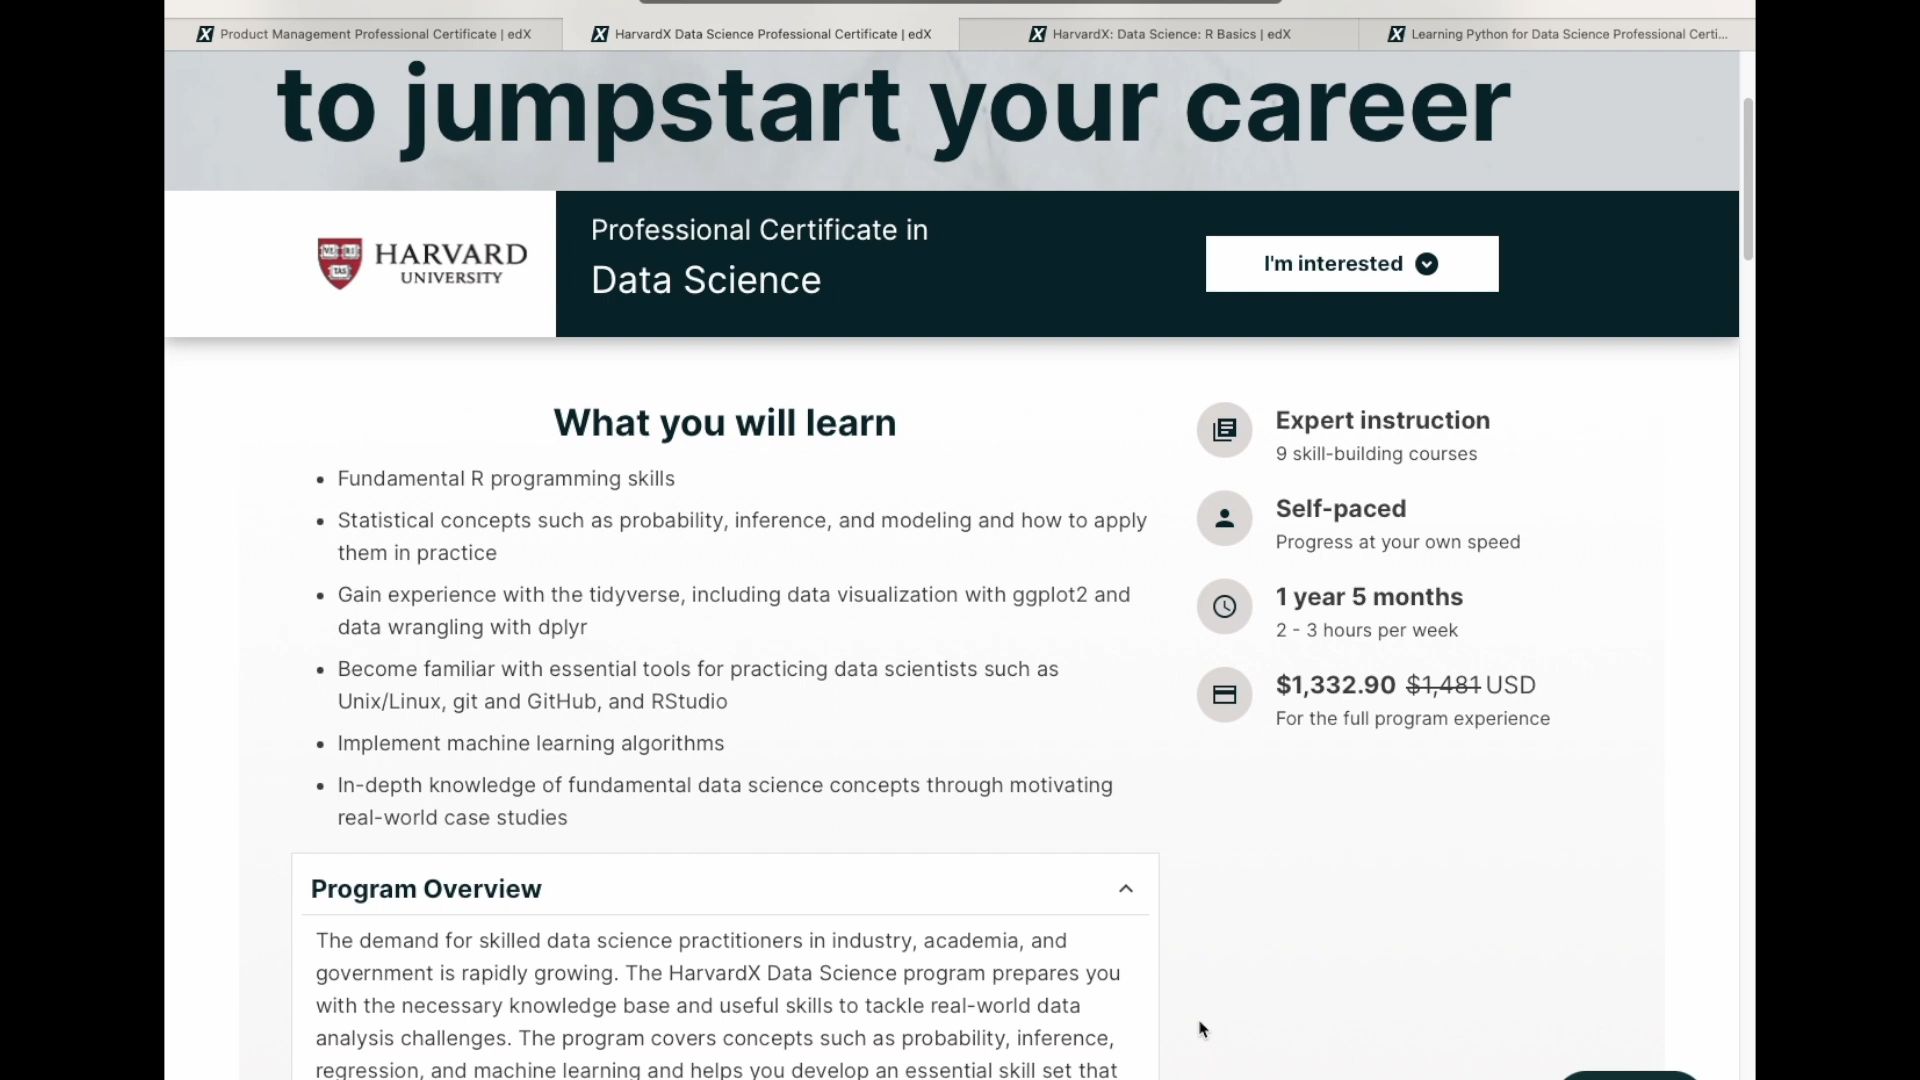 Product Management Professional Certificate | edX
HarvardX Data Science Professional Certificate | edX
HarvardX: Data Science: R Basics | edX
Learning Python for Data Science Professional Certi...
to jumpstart your career
HARVARD
UNIVERSITY
Professional Certificate in
Data Science
I'm interested
What you will learn
Fundamental R programming skills
Statistical concepts such as probability, inference, and modeling and how to apply
them in practice
Gain experience with the tidyverse, including data visualization with ggplot2 and
data wrangling with dplyr
Become familiar with essential tools for practicing data scientists such as
Unix/Linux, git and GitHub, and RStudio
Implement machine learning algorithms
In-depth knowledge of fundamental data science concepts through motivating
real-world case studies
Expert instruction
9 skill-building courses
Self-paced
Progress at your own speed
1 year 5 months
2 - 3 hours per week
$1,332.90 $1,481 USD
For the full program experience
Program Overview
The demand for skilled data science practitioners in industry, academia, and
government is rapidly growing. The HarvardX Data Science program prepares you
with the necessary knowledge base and useful skills to tackle real-world data
analysis challenges. The program covers concepts such as probability, inference,
regression, and machine learning and helps you develop an essential skill set that